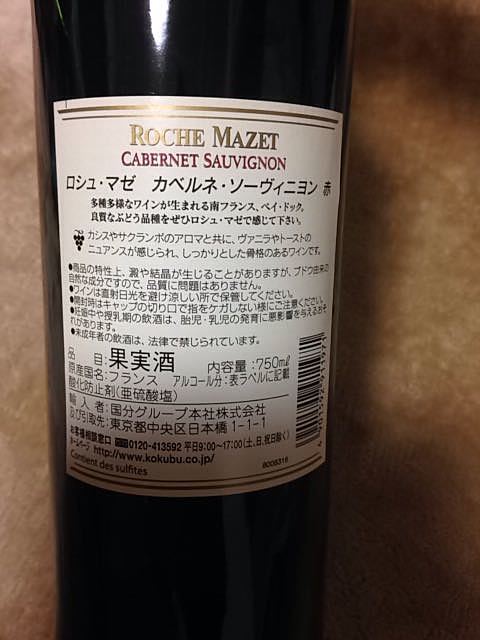 ROCHE MAZET
CABERNET SAUVIGNON
ロシュ・マゼ カベルネ・ソーヴィニヨン 赤
多種多様なワインが生まれる南フランス、ペイ・ドック。
良質なぶどう品種をぜひロシュ・マゼで感じて下さい。
カシスやサクランボのアロマと共に、ヴァニラやトーストの
ニュアンスが感じられ、しっかりとした骨格のあるワインです。
●商品の特性上、澱や結晶が生じることがありますが、ブドウ由来の
自然な成分ですので、品質に問題はありません。
●ワインは直射日光を避け涼しい所で保管してください。
●開封時はキャップの切り口で指をケガしない様にご注意ください。
●妊娠中や授乳期の飲酒は、胎児・乳児の発育に悪影響を与えるおそ
れがあります。
●未成年者の飲酒は、法律で禁じられています。
品 目:果実酒 内容量:750mℓ
原産国名:フランス アルコール分:表ラベルに記載
酸化防止剤(亜硫酸塩)
輸入者:国分グループ本社株式会社
及び引取先:東京都中央区日本橋1-1-1
お客様相談窓口 0120-413592 平日9:00~17:00(土、日、祝日除く)
ホームページ http://www.kokubu.co.jp/
Contient des sulfites
8008316